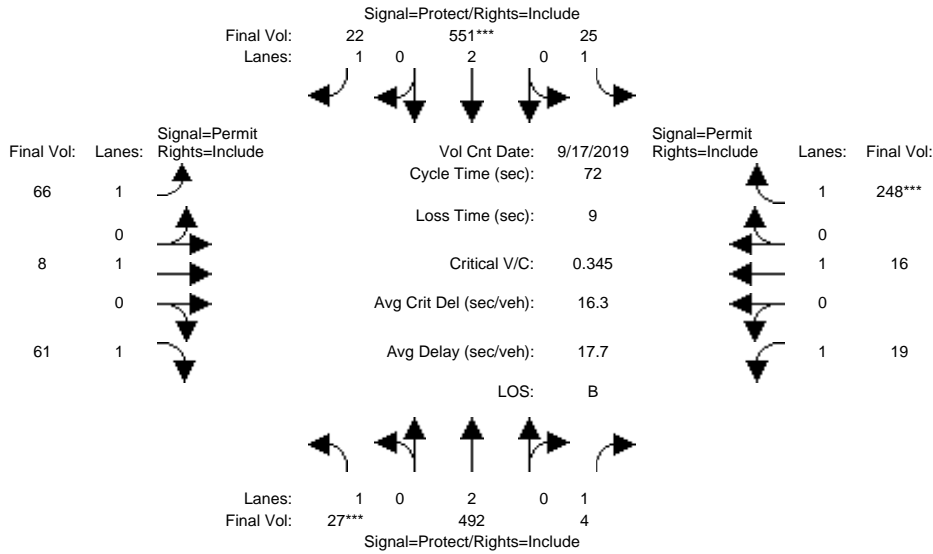 Signal=Protect/Rights=Include
Final Vol: 22 551*** 25
Lanes: 1 0 2 0 1
Signal=Permit
Final Vol: Lanes: Rights=Include
Vol Cnt Date: 9/17/2019
Signal=Permit
Rights=Include Lanes: Final Vol:
Cycle Time (sec): 72
66 1
1 248***
Loss Time (sec): 9
0
0
8 1
Critical V/C: 0.345
1 16
0
Avg Crit Del (sec/veh): 16.3
0
61 1
Avg Delay (sec/veh): 17.7
1 19
LOS: B
Lanes: 1 0 2 0 1
Final Vol: 27*** 492 4
Signal=Protect/Rights=Include